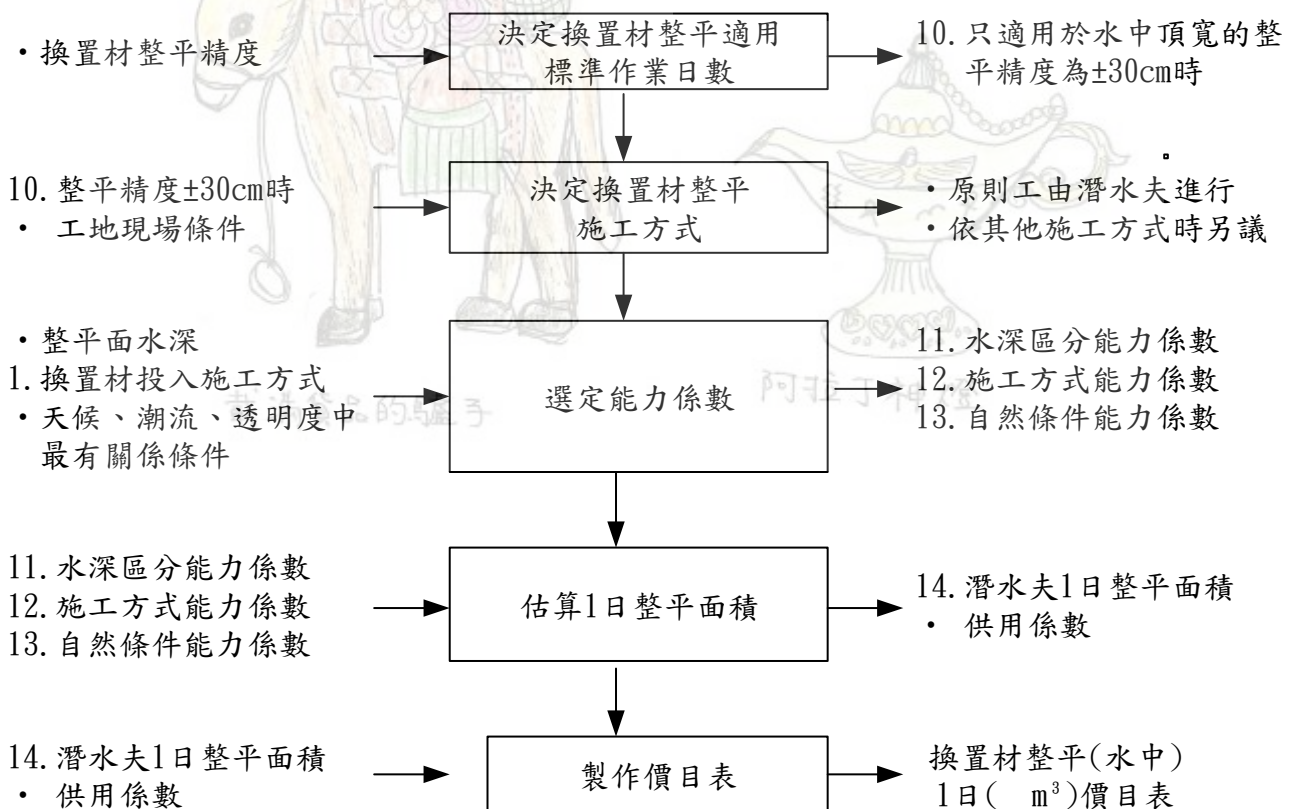 ・換置材整平精度
決定換置材整平適用
標準作業日數
10.只適用於水中頂寬的整
平精度為±30cm時
。
10.整平精度±30cm時
・ 工地現場條件
決定換置材整平
施工方式
・原則工由潛水夫進行
・依其他施工方式時另議
・整平面水深
1.換置材投入施工方式
・天候、潮流、透明度中
最有關係條件
選定能力係數
11.水深區分能力係數
12.施工方式能力係數
13.自然條件能力係數
阿拉丁神燈
11.水深區分能力係數
12.施工方式能力係數
13.自然條件能力係數
估算1日整平面積
14.潛水夫1日整平面積
・ 供用係數
14.潛水夫1日整平面積
・ 供用係數
製作價目表
換置材整平(水中)
1日( m³)價目表